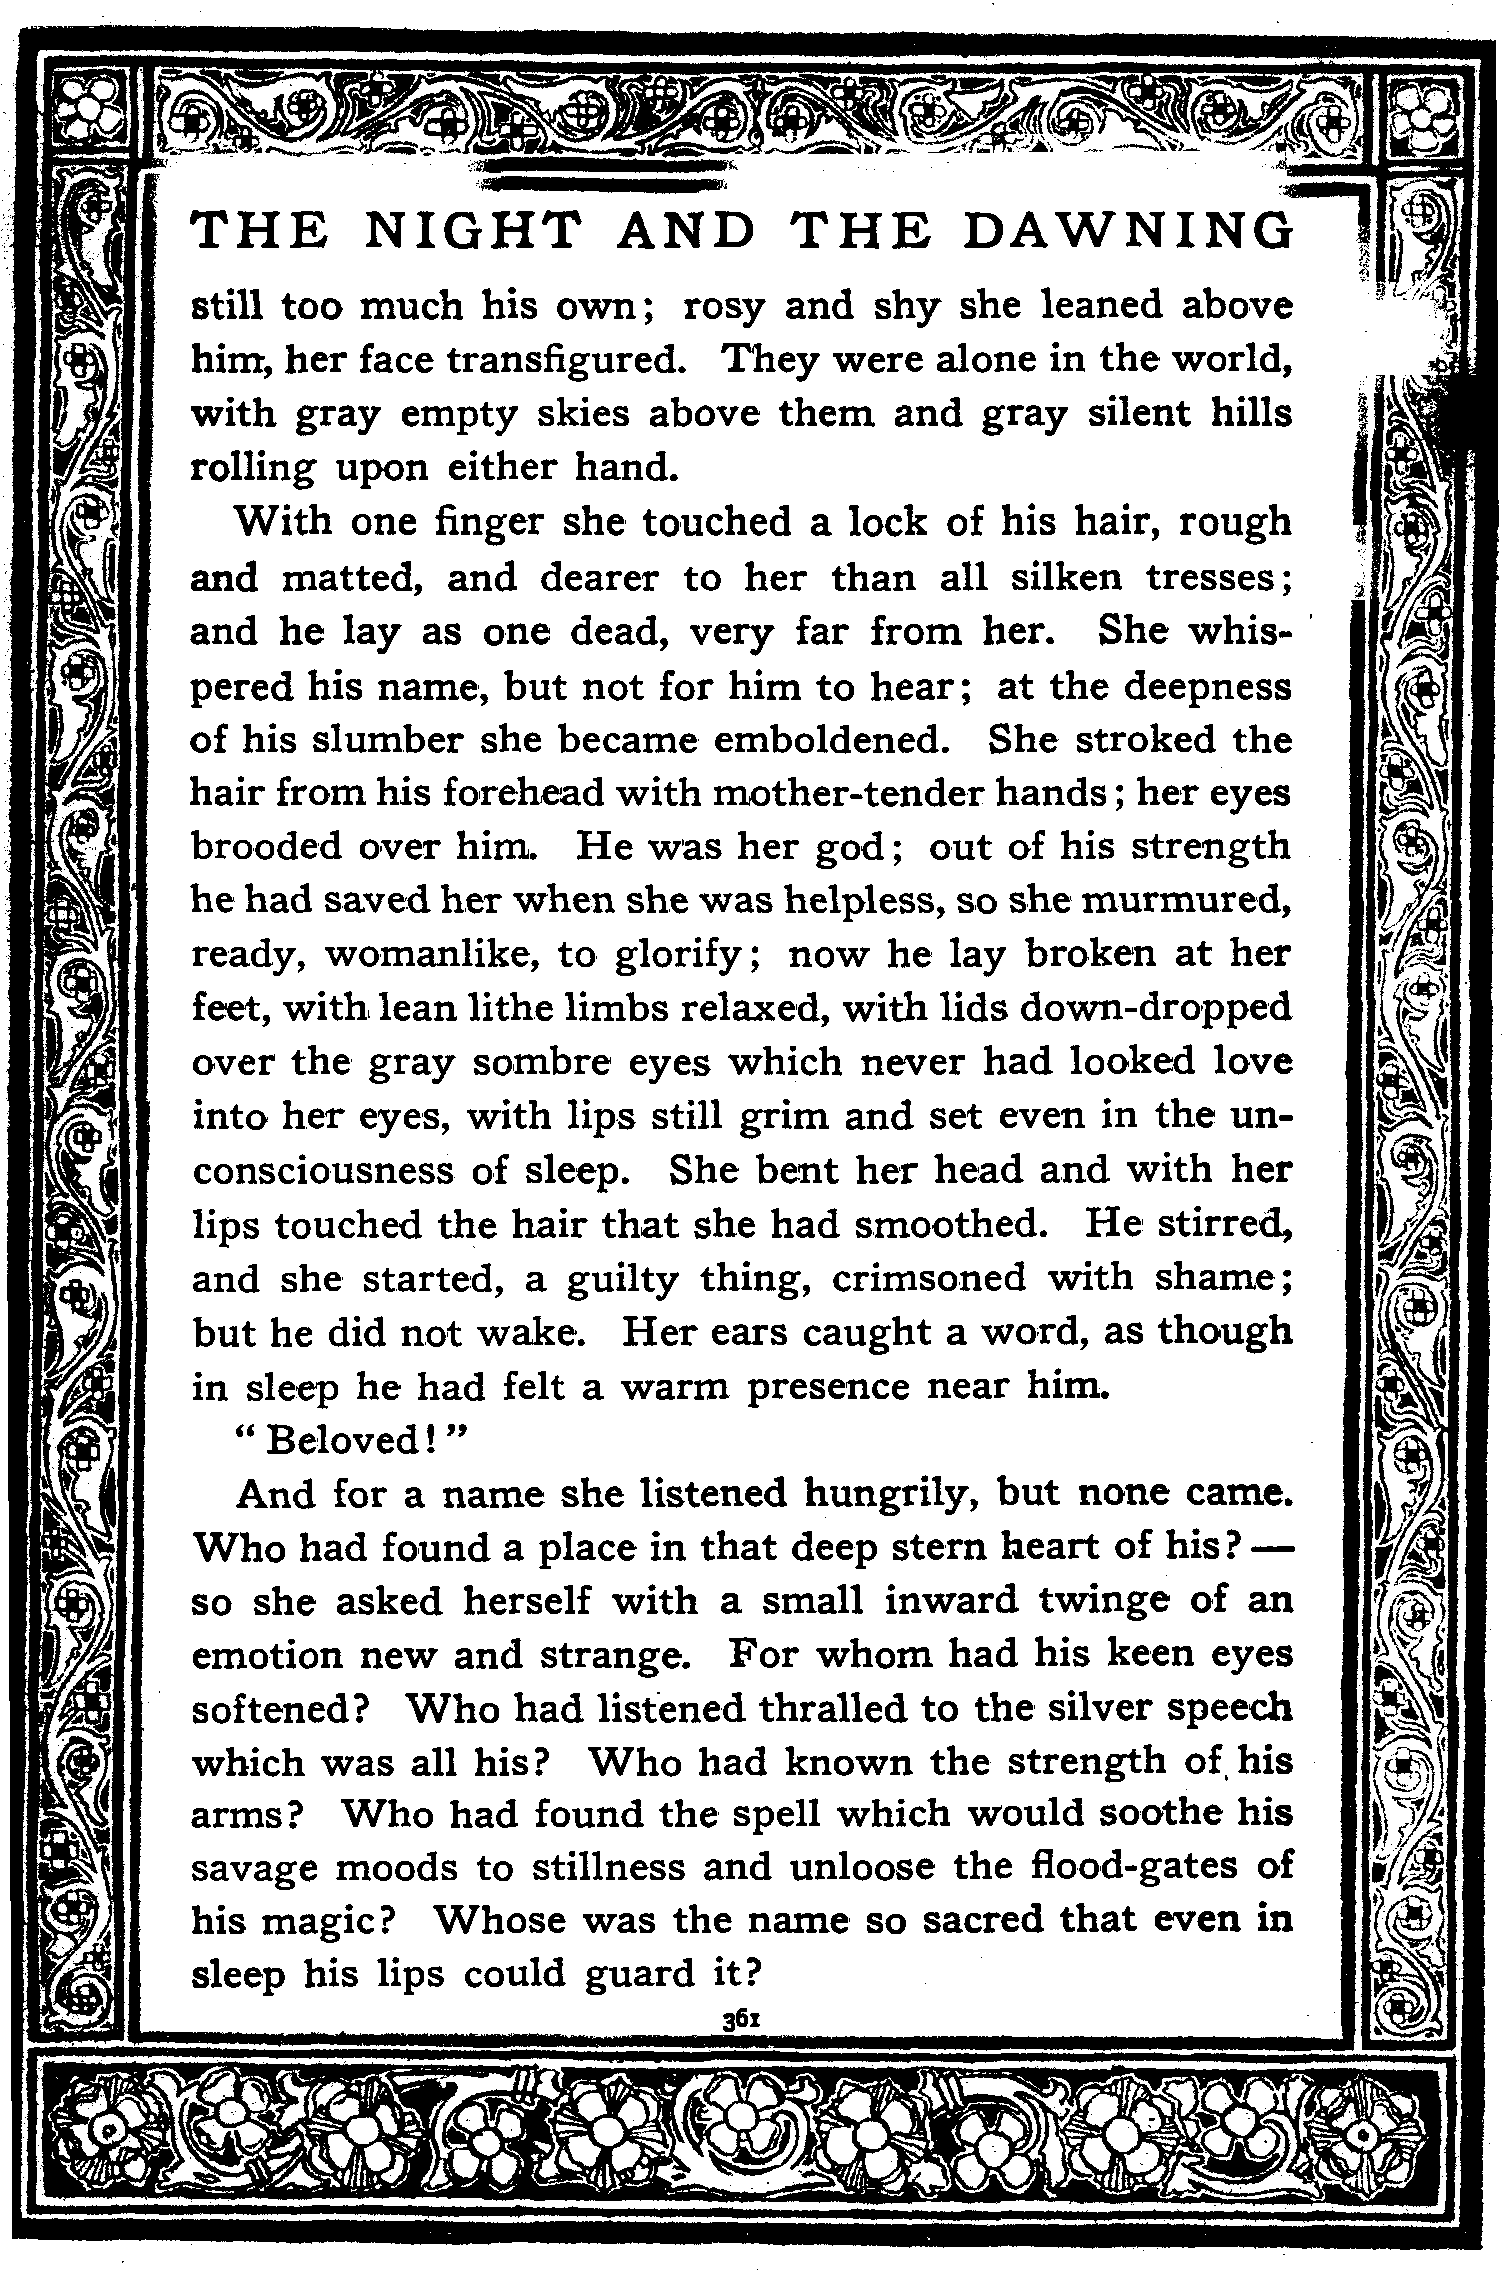 THE NIGHT AND THE DAWNING
still too much his own; rosy and shy she leaned above
him, her face transfigured. They were alone in the world,
with gray empty skies above them and gray silent hills
rolling upon either hand.
With one finger she touched a lock of his hair, rough
and matted, and dearer to her than all silken tresses;
and he lay as one dead, very far from her. She whis-
pered his name, but not for him to hear; at the deepness
of his slumber she became emboldened. She stroked the
hair from his forehead with mother-tender hands; her eyes
brooded over him. He was her god; out of his strength
he had saved her when she was helpless, so she murmured,
ready, womanlike, to glorify; now he lay broken at her
feet, with lean lithe limbs relaxed, with lids down-dropped
over the gray sombre eyes which never had looked love
into her eyes, with lips still grim and set even in the un-
consciousness of sleep. She bent her head and with her
lips touched the hair that she had smoothed. He stirred,
and she started, a guilty thing, crimsoned with shame;
but he did not wake. Her ears caught a word, as though
in sleep he had felt a warm presence near him.
“Beloved!”
And for a name she listened hungrily, but none came.
Who had found a place in that deep stern heart of his?—
so she asked herself with a small inward twinge of an
emotion new and strange. For whom had his keen eyes
softened? Who had listened thralled to the silver speech
which was all his? Who had known the strength of his
arms? Who had found the spell which would soothe his
savage moods to stillness and unloose the flood-gates of
his magic? Whose was the name so sacred that even in
sleep his lips could guard it?
361